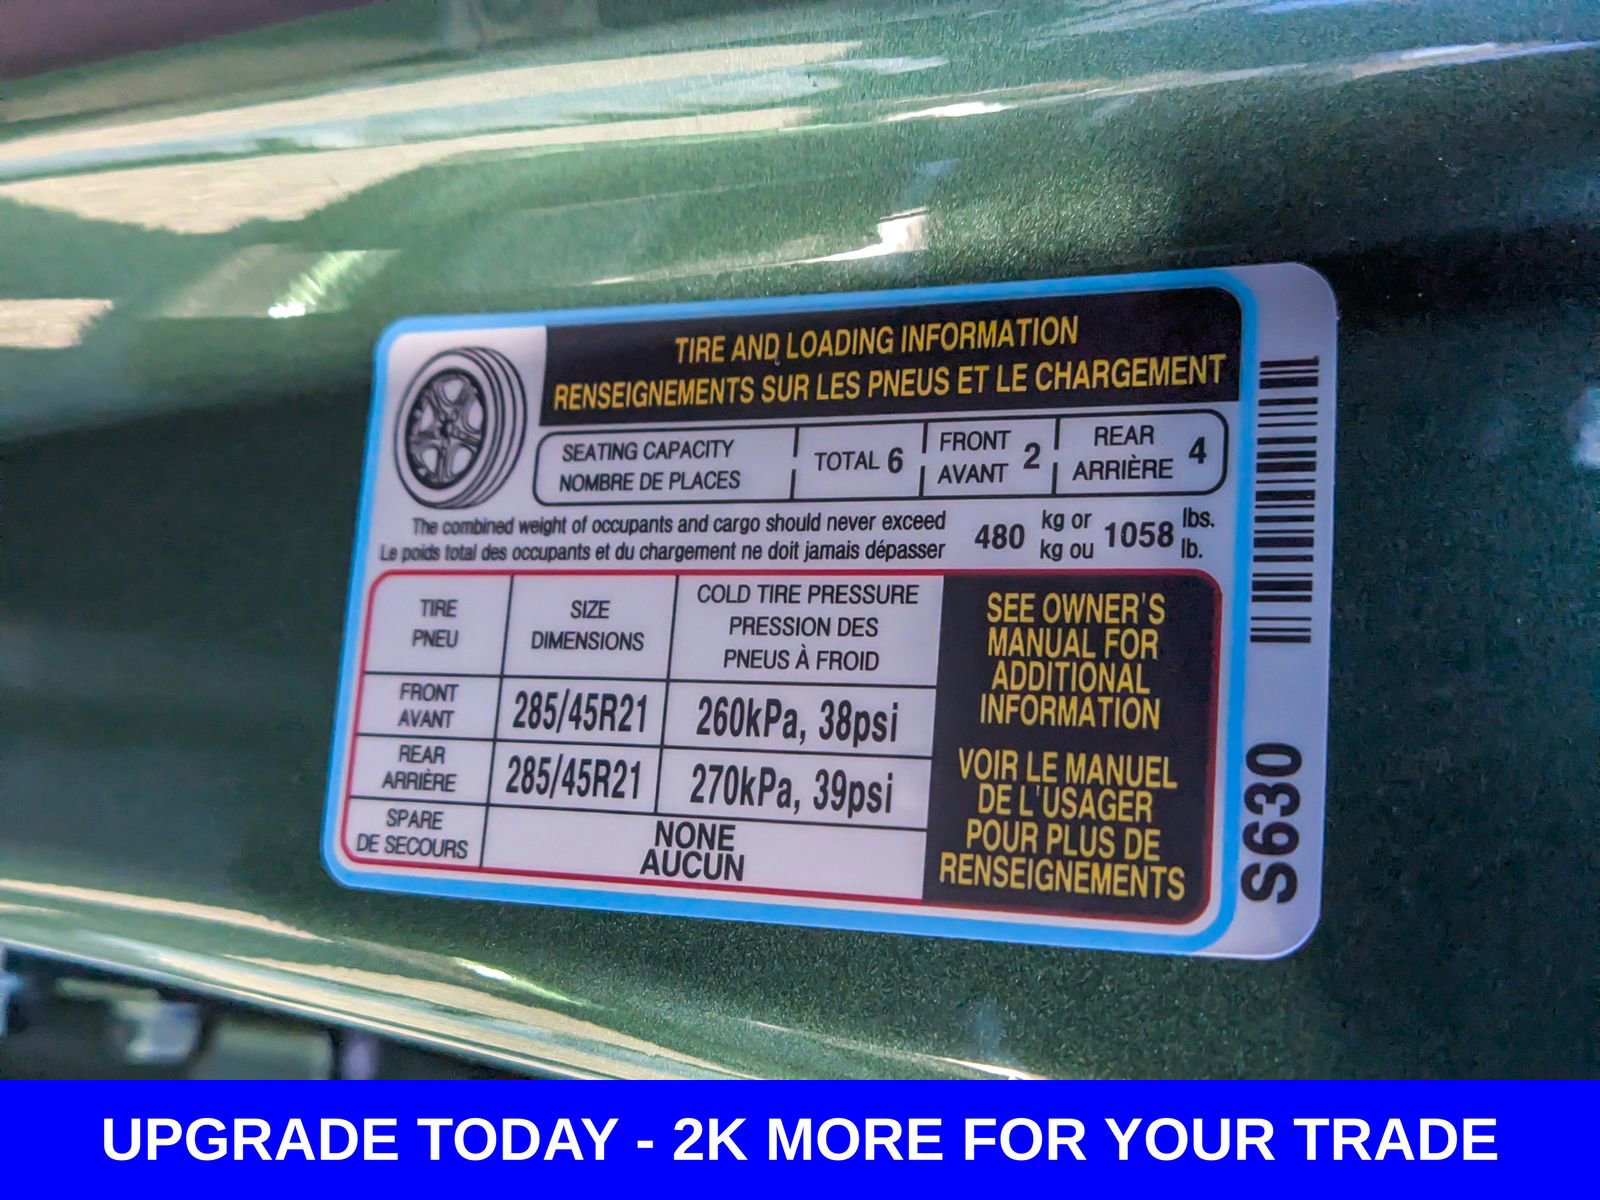 TIRE AND LOADING INFORMATION
RENSEIGNEMENTS SUR LES PNEUS ET LE CHARGEMENT
SEATING CAPACITY
NOMBRE DE PLACES
TOTAL 6
FRONT
AVANT 2
REAR
ARRIÈRE 4
The combined weight of occupants and cargo should never exceed
Le poids total des occupants et du chargement ne doit jamais dépasser
480 kg or 1058 lbs.
kg ou lb.
TIRE
PNEU
SIZE
DIMENSIONS
COLD TIRE PRESSURE
PRESSION DES
PNEUS À FROID
FRONT
AVANT
285/45R21
260kPa, 38psi
REAR
ARRIÈRE
285/45R21
270kPa, 39psi
SPARE
DE SECOURS
NONE
AUCUN
SEE OWNER'S
MANUAL FOR
ADDITIONAL
INFORMATION
VOIR LE MANUEL
DE L'USAGER
POUR PLUS DE
RENSEIGNEMENTS
S630
UPGRADE TODAY - 2K MORE FOR YOUR TRADE